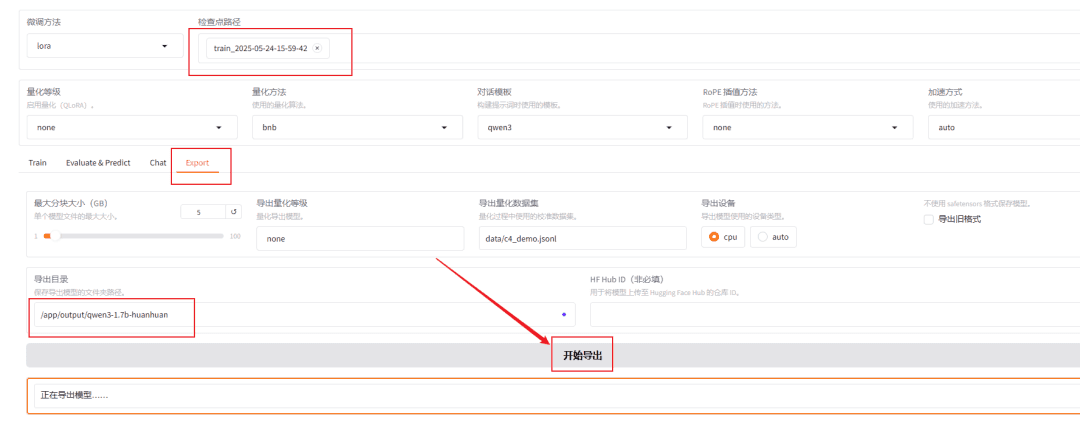 微调方法 检查点路径
lora train_2025-05-24-15-59-42 ×
量化等级 量化方法 对话模板 RoPE 插值方法 加速方式
启用量化（QLoRA）。 使用的量化算法。 构建提示词时使用的模板。 RoPE 插值时使用的方法。 使用的加速方法。
none bnb qwen3 none auto
Train Evaluate & Predict Chat Export
最大分块大小（GB） 导出量化等级 导出量化数据集 导出设备 不使用 safetensors 格式保存模型。
单个模型文件的最大大小。 5 量化导出模型。 量化过程中使用的校准数据集。 导出模型使用的设备类型。 导出旧格式
1 100 none data/c4_demo.jsonl cpu auto
导出目录 HF Hub ID（非必填）
保存导出模型的文件夹路径。 用于将模型上传至 Hugging Face Hub 的仓库 ID。
/app/output/qwen3-1.7b-huanhuan
开始导出
正在导出模型……